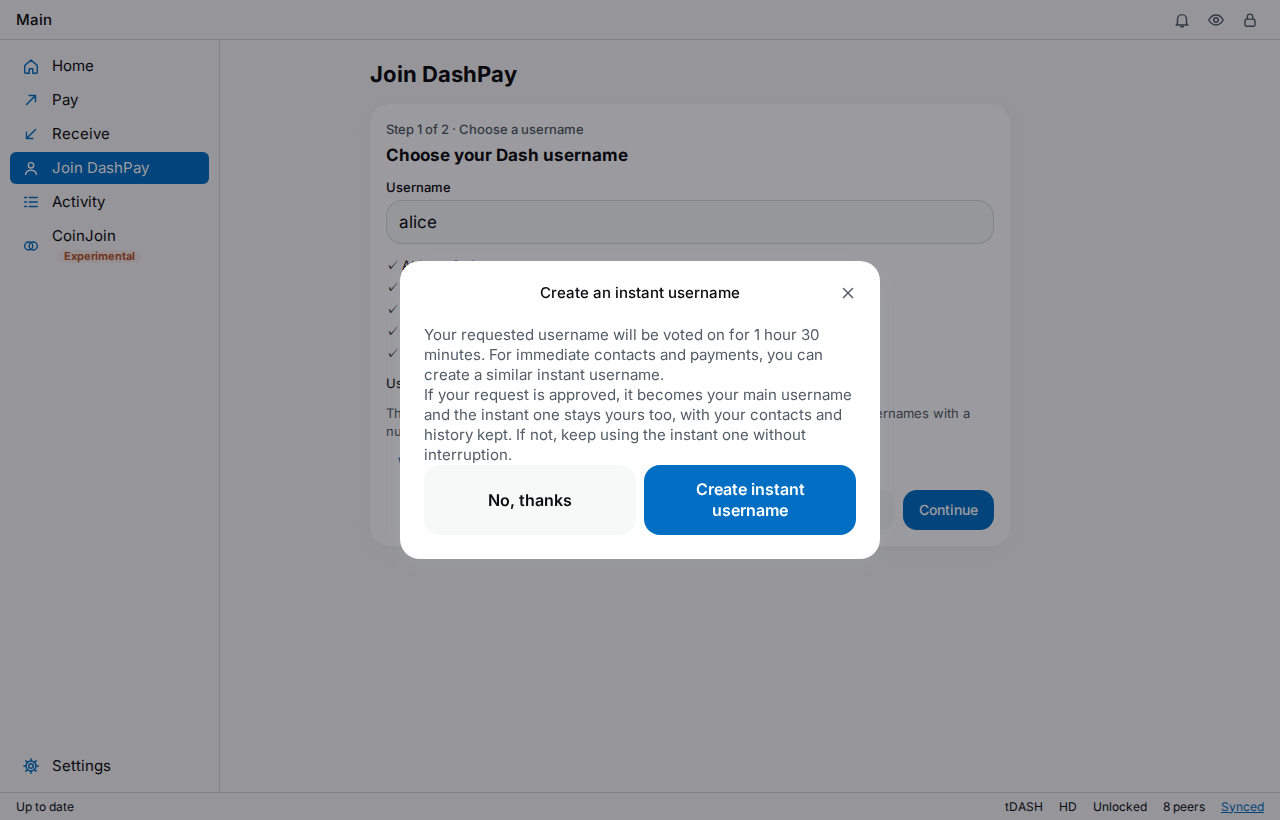 Main
Home
Pay
Receive
Join DashPay
Activity
CoinJoin
Experimental
Settings
Join DashPay
Step 1 of 2 · Choose a username
Choose your Dash username
Username
alice
Create an instant username
Your requested username will be voted on for 1 hour 30
minutes. For immediate contacts and payments, you can
create a similar instant username.
If your request is approved, it becomes your main username
and the instant one stays yours too, with your contacts and
history kept. If not, keep using the instant one without
interruption.
No, thanks
Create instant
username
with a
Continue
Up to date
tDASH
HD
Unlocked
8 peers
Synced